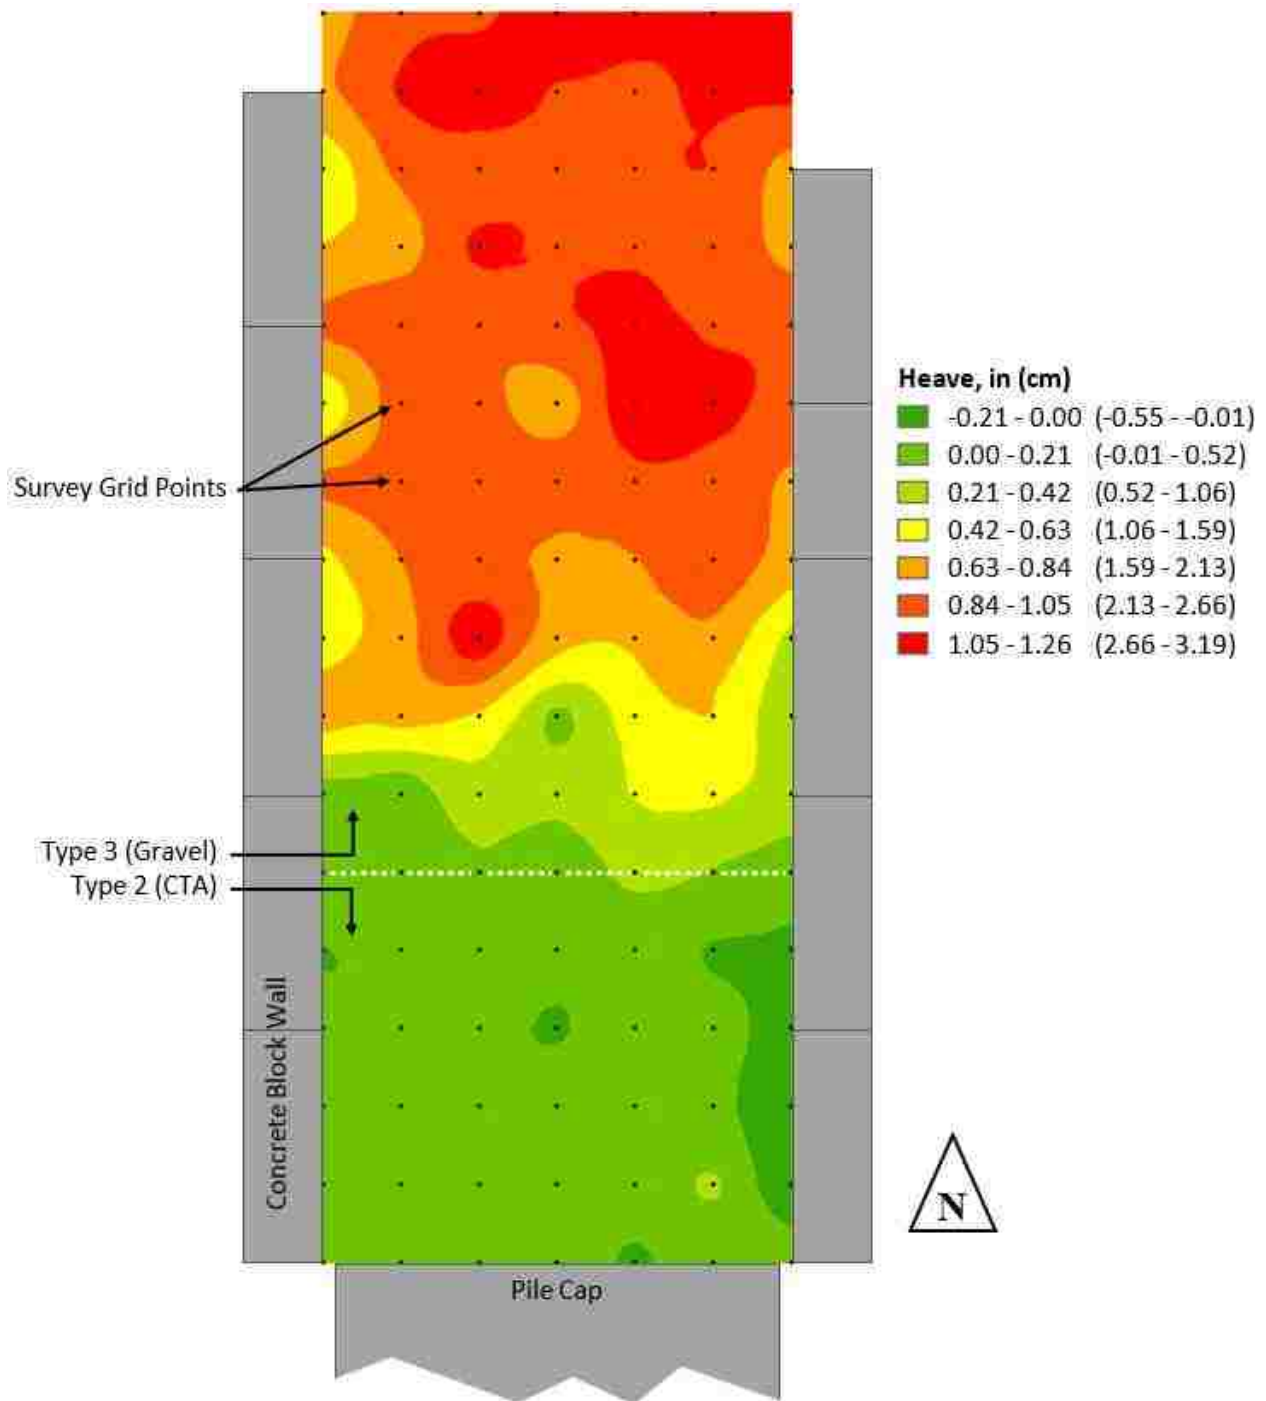 Heave, in (cm)
-0.21 - 0.00 (-0.55 - -0.01)
0.00 - 0.21 (-0.01 - 0.52)
0.21 - 0.42 (0.52 - 1.06)
0.42 - 0.63 (1.06 - 1.59)
0.63 - 0.84 (1.59 - 2.13)
0.84 - 1.05 (2.13 - 2.66)
1.05 - 1.26 (2.66 - 3.19)
Survey Grid Points
Type 3 (Gravel)
Type 2 (CTA)
Concrete Block Wall
N
Pile Cap